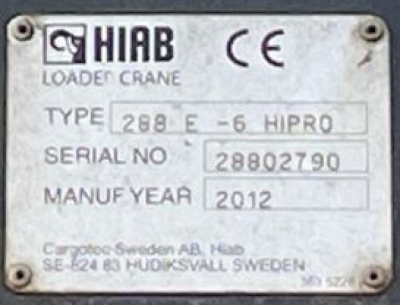 HIAB CE
LOADER CRANE
TYPE 288 E -6 HIPRO
SERIAL NO 28802790
MANUF YEAR 2012
Cargotec Sweden AB, Hiab
SE-824 83 HUDIKSVALL SWEDEN